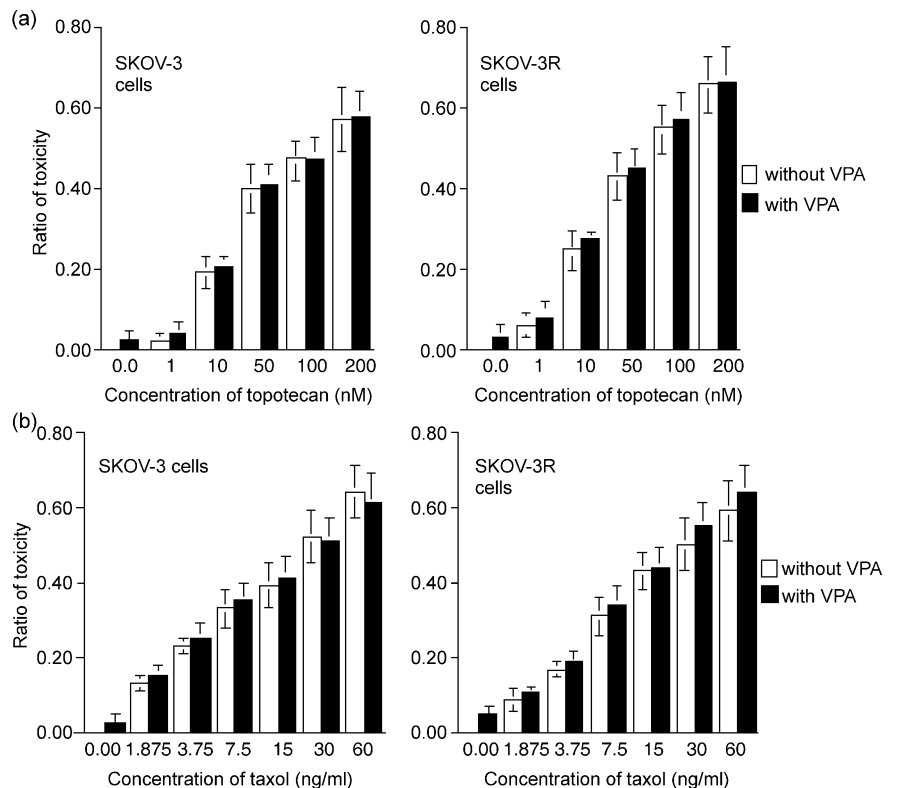 (a)
SKOV-3
cells
0.80
0.60
0.40
0.20
0.00
Ratio of toxicity
0.0 1 10 50 100 200
Concentration of topotecan (nM)
SKOV-3R
cells
0.80
0.60
0.40
0.20
0.00
0.0 1 10 50 100 200
Concentration of topotecan (nM)
without VPA
with VPA
(b)
SKOV-3 cells
0.80
0.60
0.40
0.20
0.00
Ratio of toxicity
0.00 1.875 3.75 7.5 15 30 60
Concentration of taxol (ng/ml)
SKOV-3R
cells
0.80
0.60
0.40
0.20
0.00
0.00 1.875 3.75 7.5 15 30 60
Concentration of taxol (ng/ml)
without VPA
with VPA